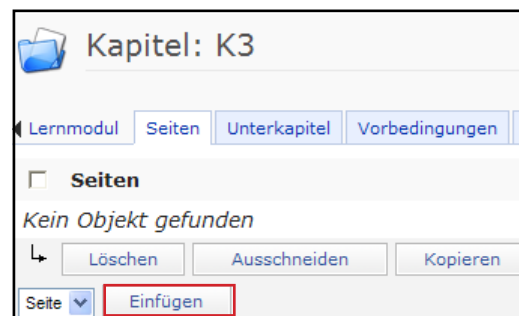 Kapitel: K3
Lernmodul Seiten Unterkapitel Vorbedingungen
Seiten
Kein Objekt gefunden
Löschen Ausschneiden Kopieren
Seite Einfügen